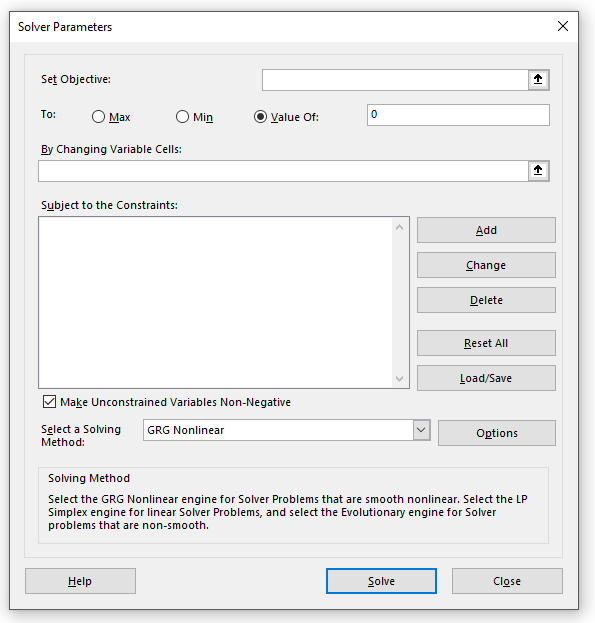 Solver Parameters
Set Objective:
To: Max Min Value Of: 0
By Changing Variable Cells:
Subject to the Constraints:
Add
Change
Delete
Reset All
Load/Save
Make Unconstrained Variables Non-Negative
Select a Solving
Method:
GRG Nonlinear
Options
Solving Method
Select the GRG Nonlinear engine for Solver Problems that are smooth nonlinear. Select the LP
Simplex engine for linear Solver Problems, and select the Evolutionary engine for Solver
problems that are non-smooth.
Help Solve Close